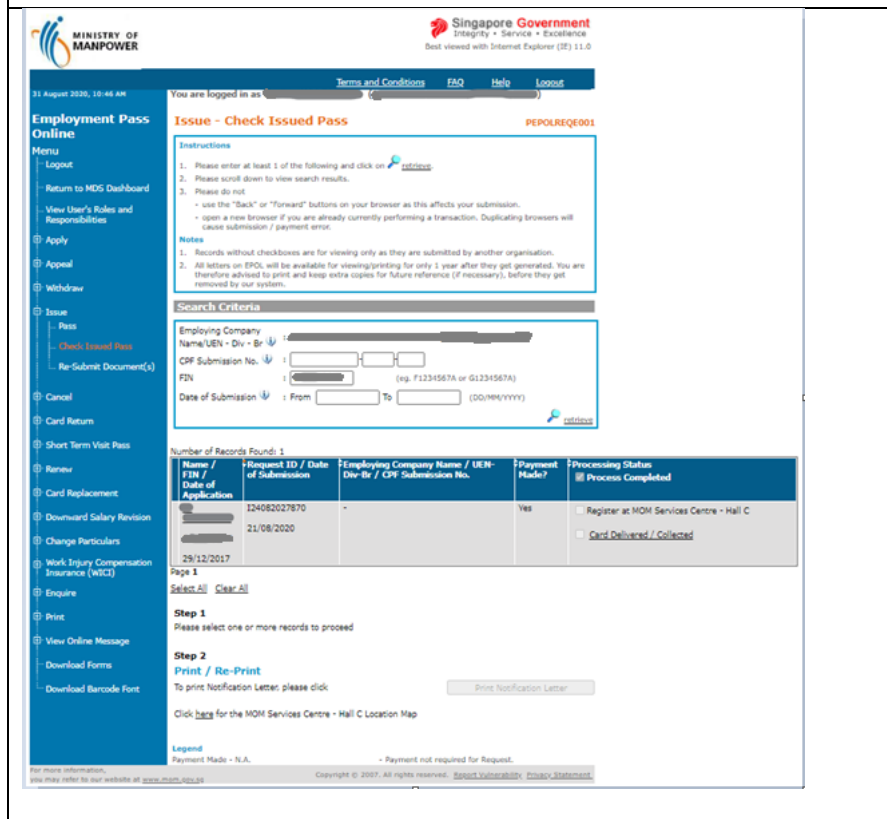 MINISTRY OF
MANPOWER
Singapore Government
Integrity • Service • Excellence
Best viewed with Internet Explorer (IE) 11.0
Terms and Conditions FAQ Help Logout
31 August 2020, 10:46 AM
You are logged in as ( )
Employment Pass
Online
Menu
Logout
Return to MDS Dashboard
View User's Roles and
Responsibilities
Apply
Appeal
Withdraw
Issue
Pass
Check Issued Pass
Re-Submit Document(s)
Cancel
Card Return
Short Term Visit Pass
Renew
Card Replacement
Downward Salary Revision
Change Particulars
Work Injury Compensation
Insurance (WICI)
Enquire
Print
View Online Message
Download Forms
Download Barcode Font
Issue - Check Issued Pass PEPOLREQE001
Instructions
1. Please enter at least 1 of the following and click on retrieve.
2. Please scroll down to view search results.
3. Please do not
- use the "Back" or "Forward" buttons on your browser as this affects your submission.
- open a new browser if you are already currently performing a transaction. Duplicating browsers will
cause submission / payment error.
Notes
1. Records without checkboxes are for viewing only as they are submitted by another organisation.
2. All letters on EPOL will be available for viewing/printing for only 1 year after they get generated. You are
therefore advised to print and keep extra copies for future reference (if necessary), before they get
removed by our system.
Search Criteria
Employing Company
Name/UEN - Div - Br :
CPF Submission No. : - -
FIN : (eg. F1234567A or G1234567A)
Date of Submission : From To (DD/MM/YYYY)
retrieve
Number of Records Found: 1
Name /
FIN /
Date of
Application
Request ID / Date
of Submission
Employing Company Name / UEN-
Div-Br / CPF Submission No.
Payment
Made?
Processing Status
Process Completed
I24082027870
21/08/2020
-
Yes
Register at MOM Services Centre - Hall C
Card Delivered / Collected
29/12/2017
Page 1
Select All Clear All
Step 1
Please select one or more records to proceed
Step 2
Print / Re-Print
To print Notification Letter, please click Print Notification Letter
Click here for the MOM Services Centre - Hall C Location Map
Legend
Payment Made - N.A. - Payment not required for Request.
For more information,
you may refer to our website at www.mom.gov.sg
Copyright © 2007. All rights reserved. Report Vulnerability Privacy Statement